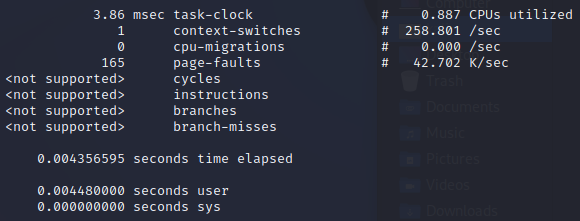 3.86 msec task-clock # 0.887 CPUs utilized
1 context-switches # 258.801 /sec
0 cpu-migrations # 0.000 /sec
165 page-faults # 42.702 K/sec
<not supported> cycles
<not supported> instructions
<not supported> branches
<not supported> branch-misses
0.004356595 seconds time elapsed
0.004480000 seconds user
0.000000000 seconds sys
Trash
Documents
Music
Pictures
Videos
Downloads